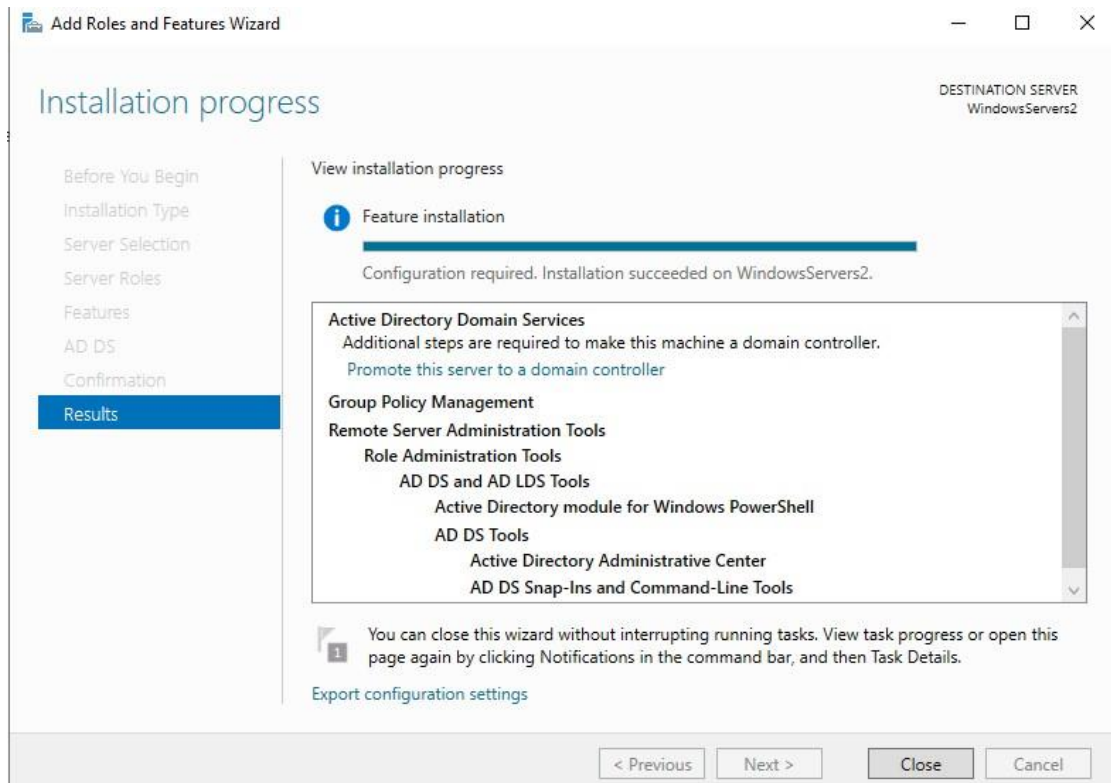 Add Roles and Features Wizard
Installation progress
DESTINATION SERVER
WindowsServers2
Before You Begin
Installation Type
Server Selection
Server Roles
Features
AD DS
Confirmation
Results
View installation progress
Feature installation
Configuration required. Installation succeeded on WindowsServers2.
Active Directory Domain Services
Additional steps are required to make this machine a domain controller.
Promote this server to a domain controller
Group Policy Management
Remote Server Administration Tools
Role Administration Tools
AD DS and AD LDS Tools
Active Directory module for Windows PowerShell
AD DS Tools
Active Directory Administrative Center
AD DS Snap-Ins and Command-Line Tools
1
You can close this wizard without interrupting running tasks. View task progress or open this
page again by clicking Notifications in the command bar, and then Task Details.
Export configuration settings
< Previous
Next >
Close
Cancel